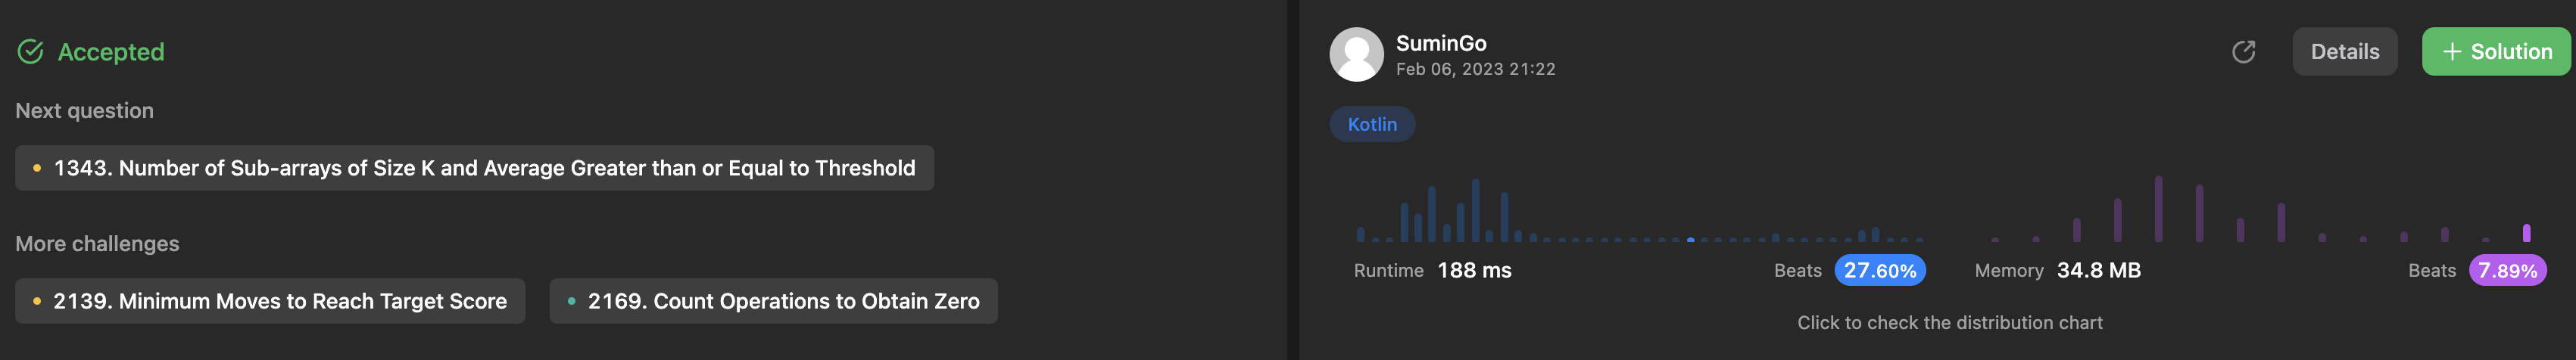 Accepted
Next question
1343. Number of Sub-arrays of Size K and Average Greater than or Equal to Threshold
More challenges
2139. Minimum Moves to Reach Target Score
2169. Count Operations to Obtain Zero
SuminGo
Feb 06, 2023 21:22
Details
+ Solution
Kotlin
Runtime 188 ms
Beats 27.60%
Memory 34.8 MB
Beats 7.89%
Click to check the distribution chart